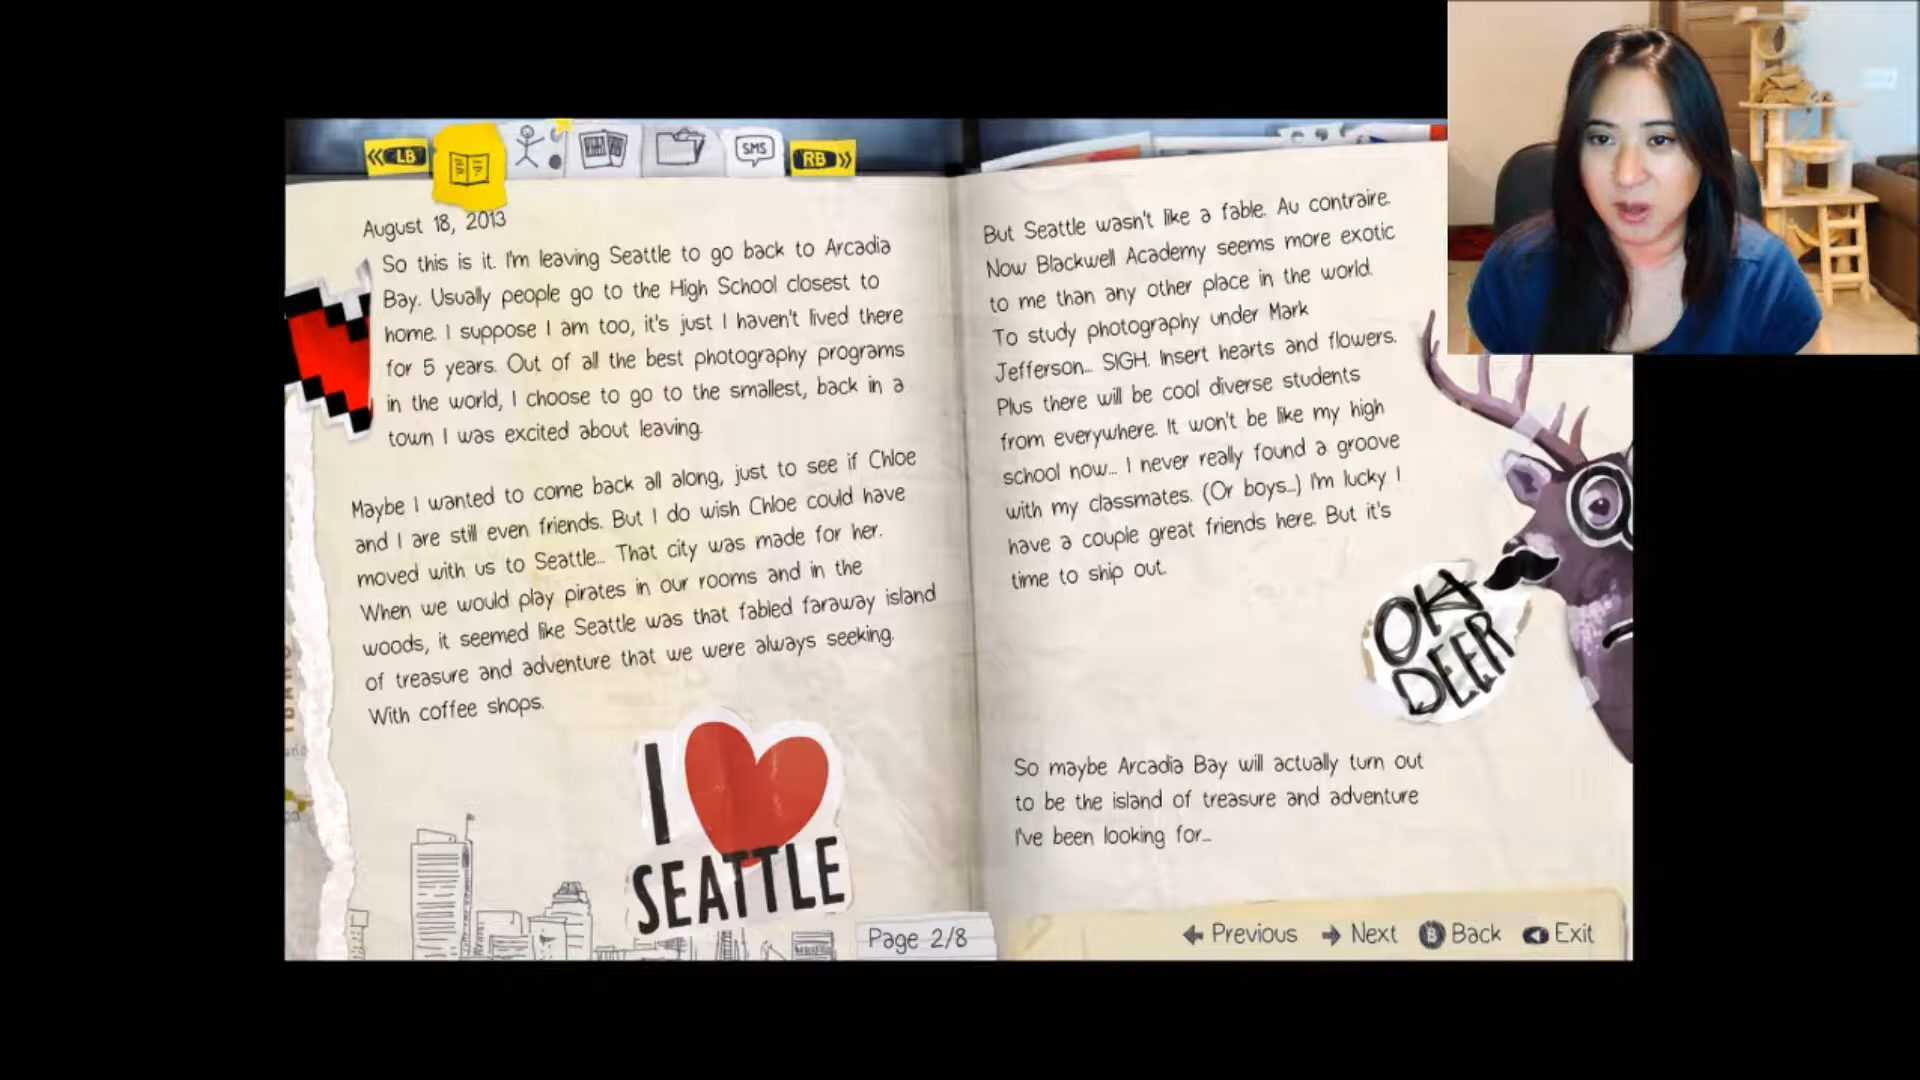 LB
SMS
RB
August 18, 2013
So this is it. I'm leaving Seattle to go back to Arcadia
Bay. Usually people go to the High School closest to
home. I suppose I am too, it's just I haven't lived there
for 5 years. Out of all the best photography programs
in the world, I choose to go to the smallest, back in a
town I was excited about leaving.
Maybe I wanted to come back all along, just to see if Chloe
and I are still even friends. But I do wish Chloe could have
moved with us to Seattle... That city was made for her.
When we would play pirates in our rooms and in the
woods, it seemed like Seattle was that fabled faraway island
of treasure and adventure that we were always seeking.
With coffee shops.
I
SEATTLE
Page 2/8
But Seattle wasn't like a fable. Au contraire.
Now Blackwell Academy seems more exotic
to me than any other place in the world.
To study photography under Mark
Jefferson... SIGH. Insert hearts and flowers.
Plus there will be cool diverse students
from everywhere. It won't be like my high
school now... I never really found a groove
with my classmates. (Or boys...) I'm lucky I
have a couple great friends here. But it's
time to ship out.
OH
DEER
So maybe Arcadia Bay will actually turn out
to be the island of treasure and adventure
I've been looking for...
Previous Next B Back Exit